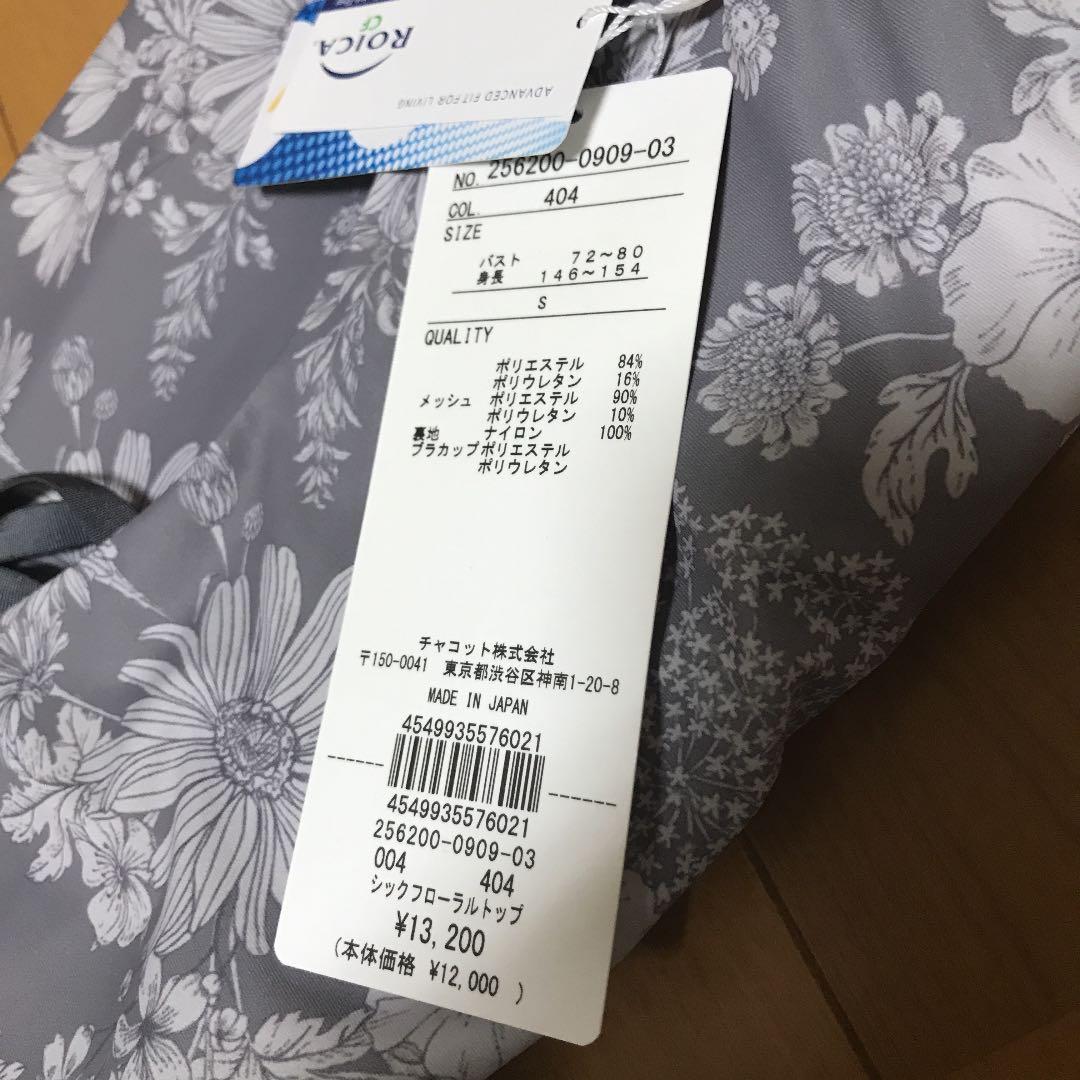 ROICA
CF
ADVANCED FIT FOR LIVING
NO. 256200-0909-03
COL. 404
SIZE
バスト 72～80
身長 146～154
S
QUALITY
ポリエステル 84%
ポリウレタン 16%
メッシュ ポリエステル 90%
ポリウレタン 10%
裏地 ナイロン 100%
ブラカップポリエステル
ポリウレタン
チャコット株式会社
〒150-0041 東京都渋谷区神南1-20-8
MADE IN JAPAN
4549935576021
4549935576021
256200-0909-03
004 404
シックフローラルトップ
¥13,200
(本体価格 ¥12,000 )